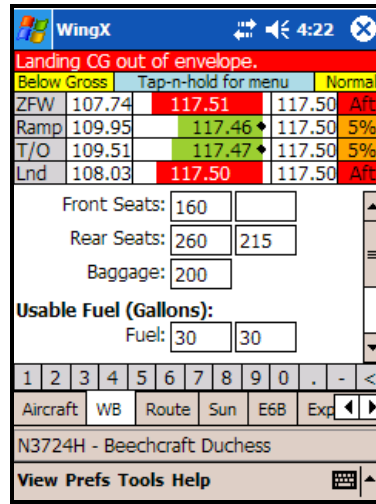 WingX 4:22
Landing CG out of envelope.
Below Gross Tap-n-hold for menu Normal
ZFW 107.74 117.51 117.50 Aft
Ramp 109.95 117.46 117.50 5%
T/O 109.51 117.47 117.50 5%
Lnd 108.03 117.50 117.50 Aft
Front Seats: 160
Rear Seats: 260 215
Baggage: 200
Usable Fuel (Gallons):
Fuel: 30 30
1 2 3 4 5 6 7 8 9 0 . - <
Aircraft WB Route Sun E6B Exp
N3724H - Beechcraft Duchess
View Prefs Tools Help